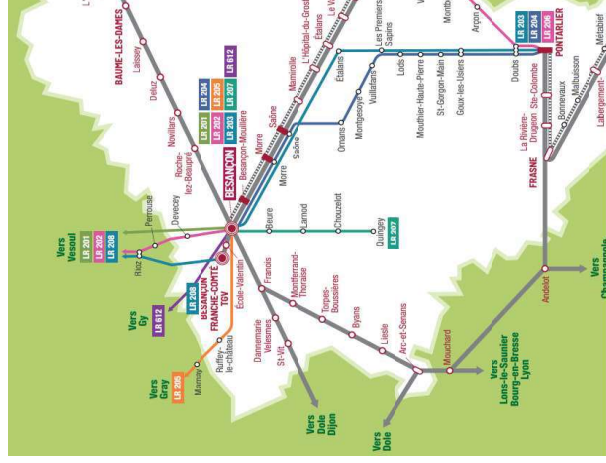 BAUME-LES-DAMES
Laissey
Deluz
Novillars
Roche-
lez-Beaupré
L'Hôpital-du-Gros
Étalans
Le V
Mamirolle
Saône
Morre
Besançon-Mouillère
BESANÇON
LR 201
LR 204
LR 202
LR 205
LR 612
LR 203
LR 207
Saône
Morre
Étalans
Les Premiers
Sapins
Ornans
Montgesoye
Vuillafans
Lods
Mouthier-Haute-Pierre
St-Gorgon-Main
Goux-les-Usiers
Doubs
Arçon
Montb
LR 203
LR 204
LR 206
PONTARLIER
La Rivière-
Drugeon
Ste-Colombe
FRASNE
Bonnevaux
Malbuisson
Métabief
Labergement-
Vers
Vesoul
LR 201
LR 202
LR 208
Perrouse
Devecey
Rioz
Vers
Gy
LR 612
LR 208
BESANÇON
FRANCHE-COMTÉ
TGV
École-Valentin
Beure
Larnod
Chouzelot
Quingey
LR 207
Vers
Gray
LR 205
Marnay
Ruffey-
le-château
Franois
Dannemarie
Velesmes
St-Vit
Montferrand-
Thoraise
Torpes-
Boussières
Byans
Liesle
Arc-et-Senans
Mouchard
Andelot
Vers
Dole
Dijon
Vers
Dole
Vers
Lons-le-Saunier
Bourg-en-Bresse
Lyon
Vers
Champagnole